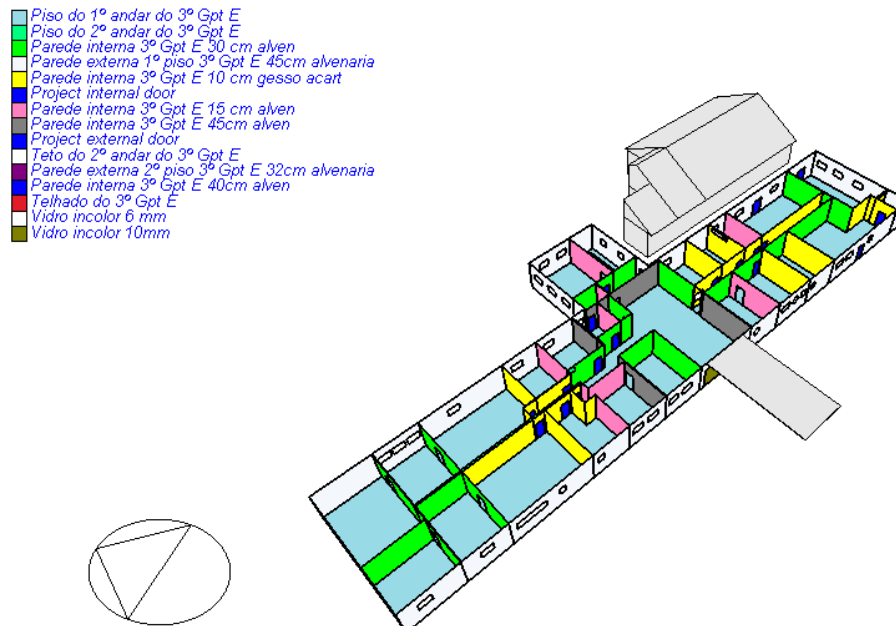 Piso do 1º andar do 3º Gpt E
Piso do 2º andar do 3º Gpt E
Parede interna 3º Gpt E 30 cm alven
Parede externa 1º piso 3º Gpt E 45cm alvenaria
Parede interna 3º Gpt E 10 cm gesso acart
Project internal door
Parede interna 3º Gpt E 15 cm alven
Parede interna 3º Gpt E 45cm alven
Project external door
Teto do 2º andar do 3º Gpt E
Parede externa 2º piso 3º Gpt E 32cm alvenaria
Parede interna 3º Gpt E 40cm alven
Telhado do 3º Gpt E
Vidro incolor 6 mm
Vidro incolor 10mm